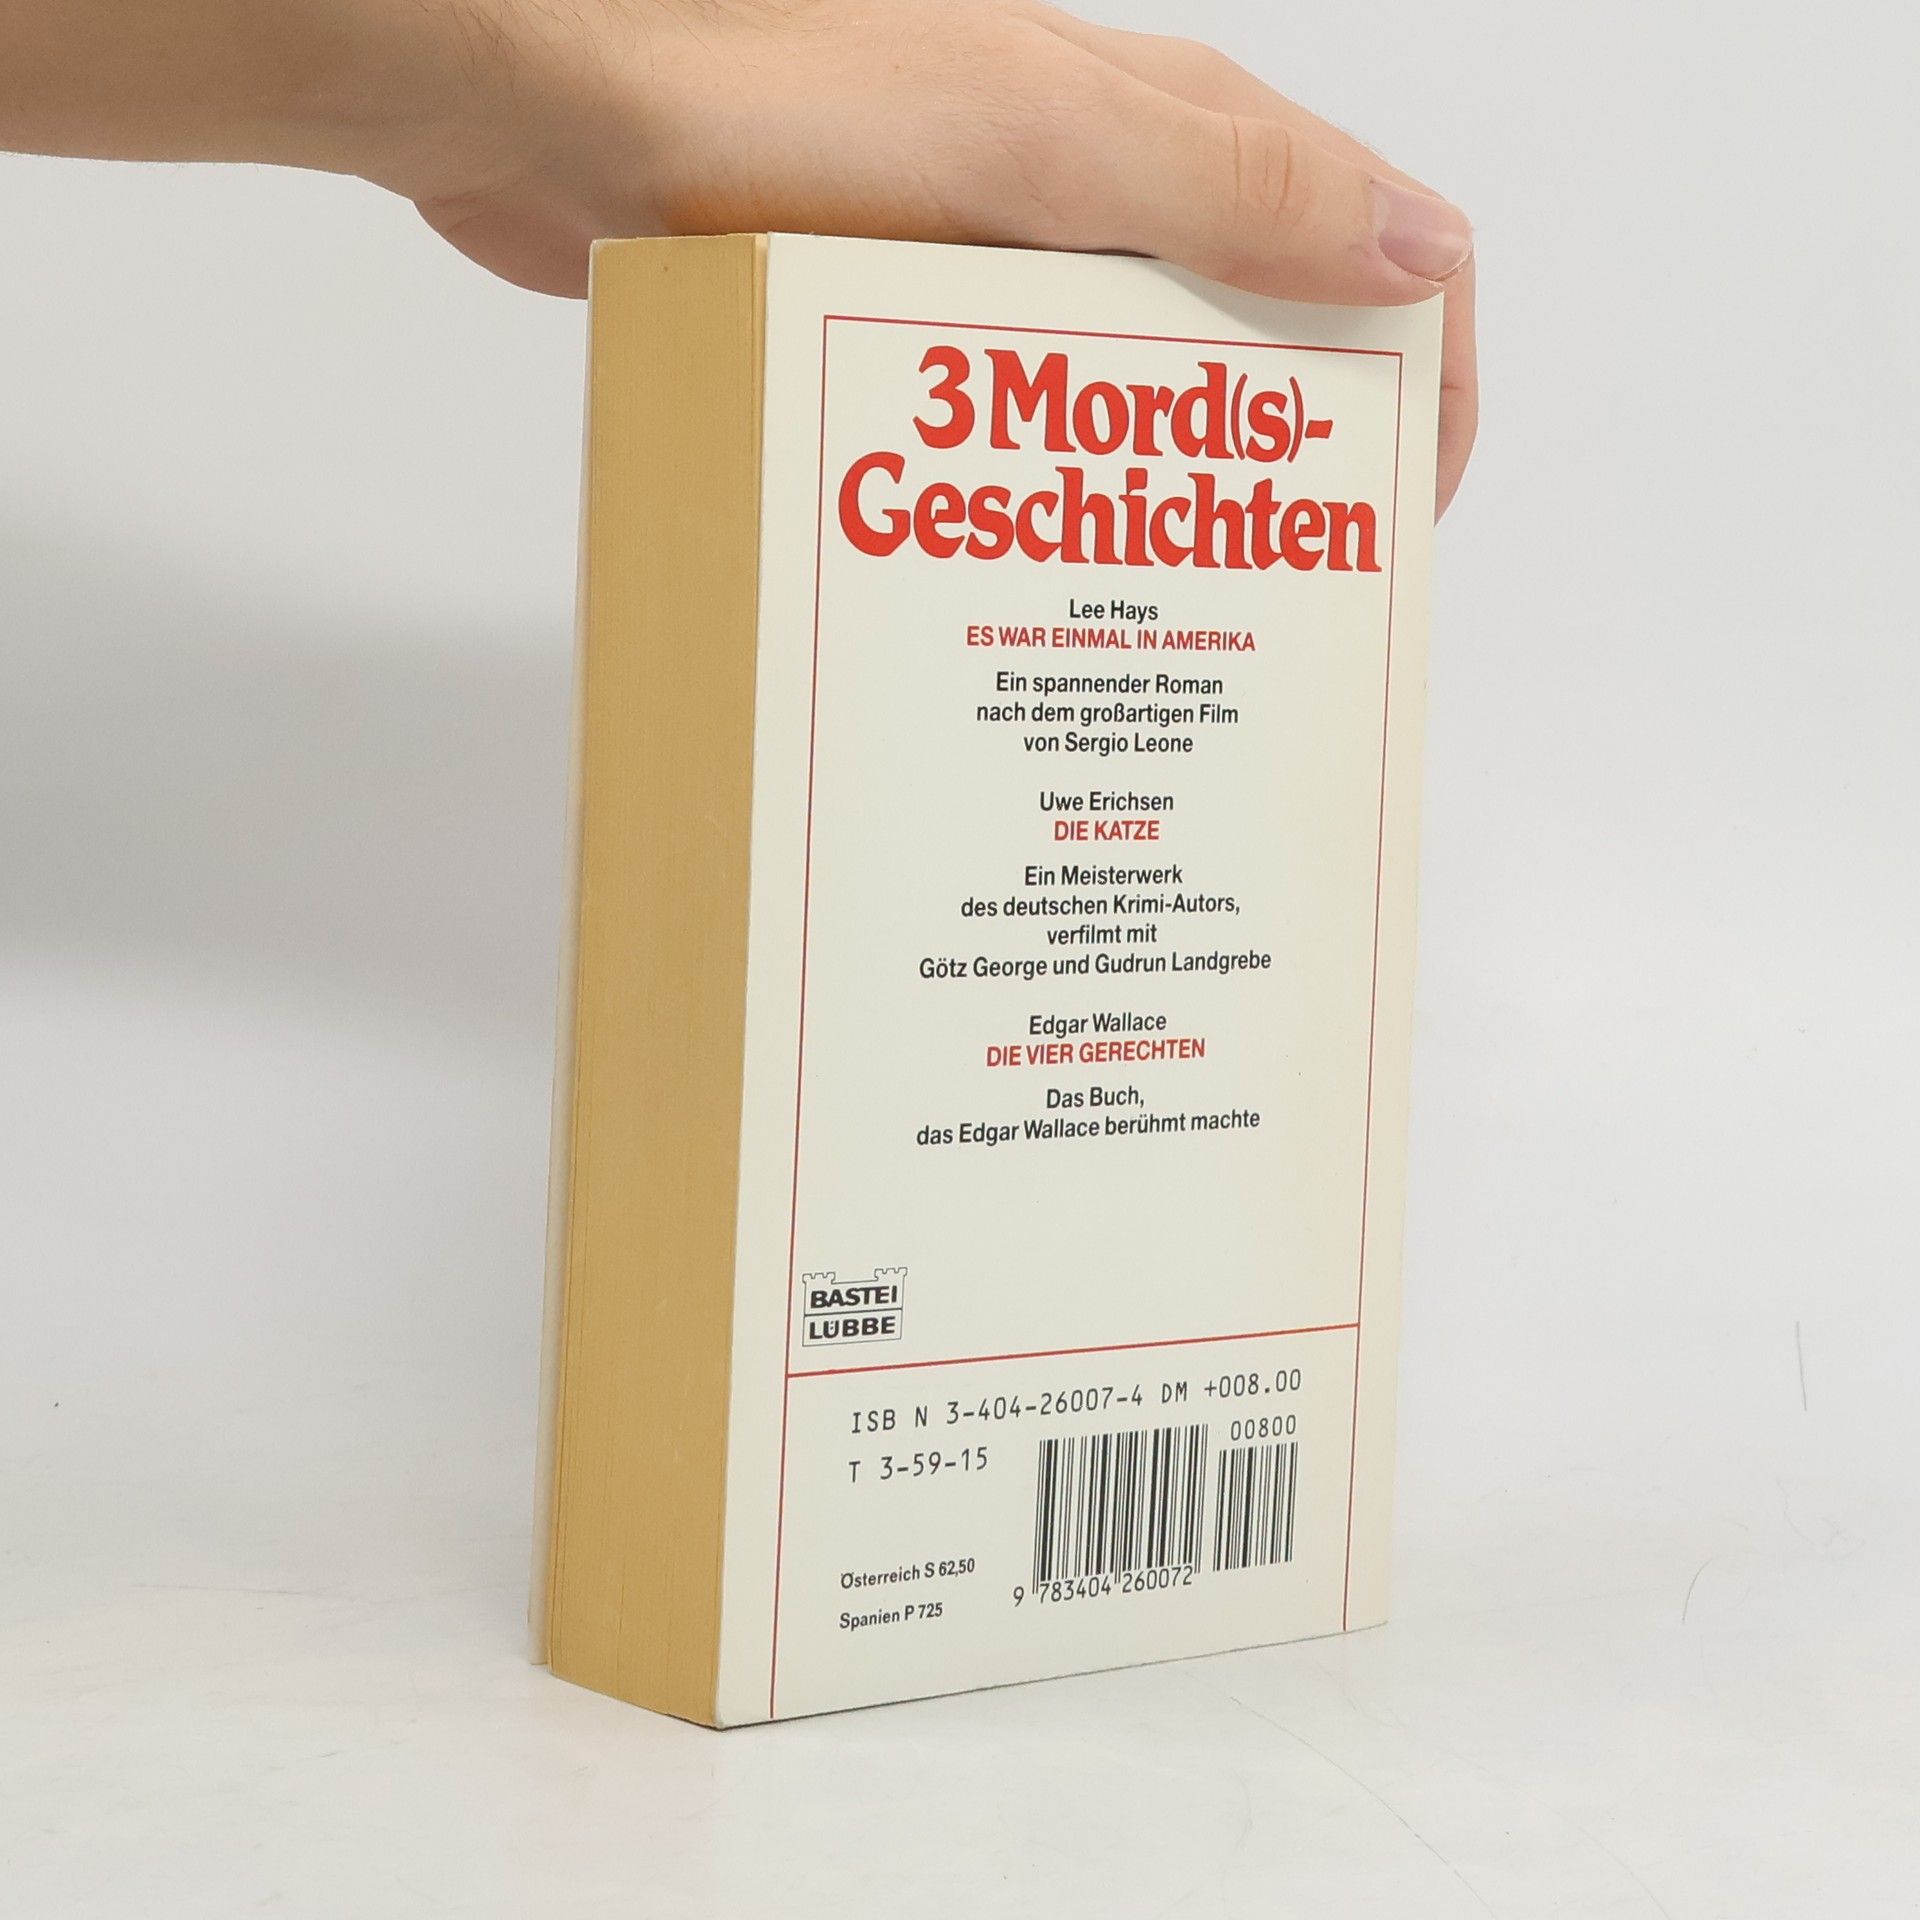 3 Mord(s)-
Geschichten
Lee Hays
ES WAR EINMAL IN AMERIKA
Ein spannender Roman
nach dem großartigen Film
von Sergio Leone
Uwe Erichsen
DIE KATZE
Ein Meisterwerk
des deutschen Krimi-Autors,
verfilmt mit
Götz George und Gudrun Landgrebe
Edgar Wallace
DIE VIER GERECHTEN
Das Buch,
das Edgar Wallace berühmt machte
BASTEI
LÜBBE
ISB N 3-404-26007-4 DM +008.00
T 3-59-15
00800
Österreich S 62,50
Spanien P 725
9 783404 260072